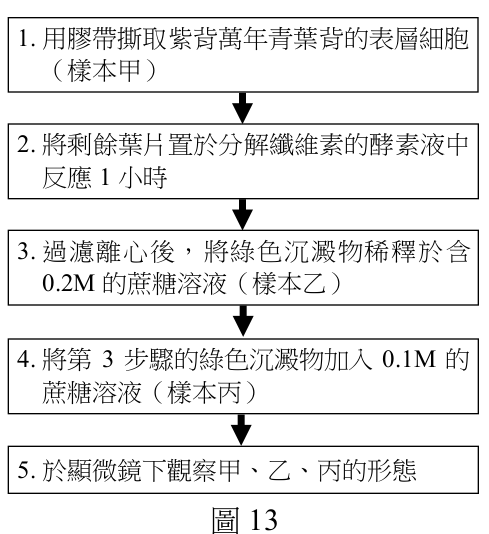 1. 用膠帶撕取紫背萬年青葉背的表層細胞
（樣本甲）
2. 將剩餘葉片置於分解纖維素的酵素液中
反應 1 小時
3. 過濾離心後，將綠色沉澱物稀釋於含
0.2M 的蔗糖溶液（樣本乙）
4. 將第 3 步驟的綠色沉澱物加入 0.1M 的
蔗糖溶液（樣本丙）
5. 於顯微鏡下觀察甲、乙、丙的形態
圖 13